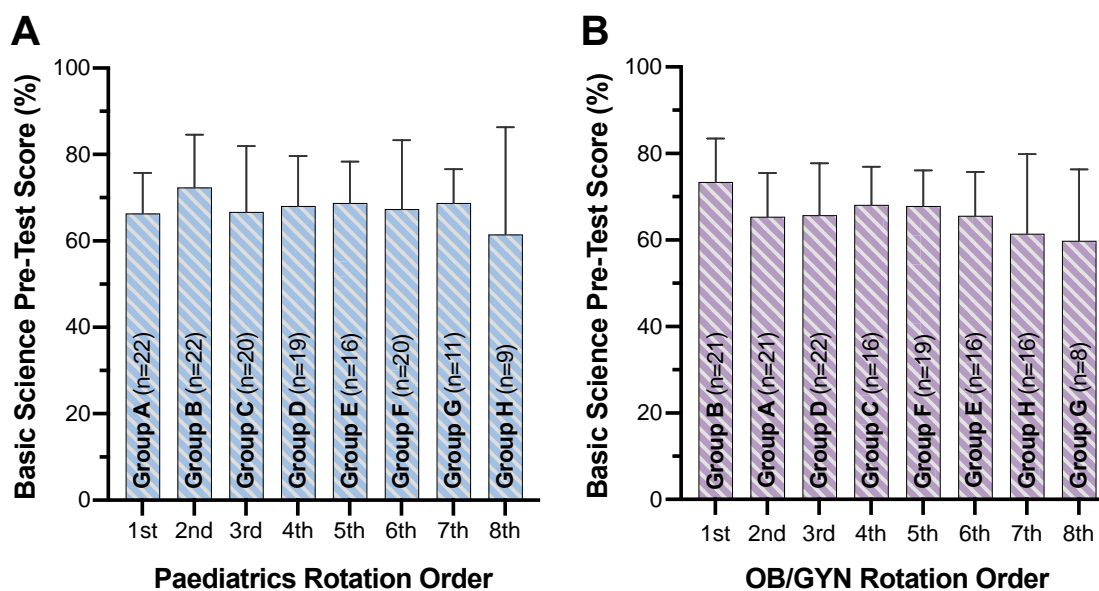 A
Basic Science Pre-Test Score (%)
100
80
60
40
20
0
Group A (n=22)
Group B (n=22)
Group C (n=20)
Group D (n=19)
Group E (n=16)
Group F (n=20)
Group G (n=11)
Group H (n=9)
1st 2nd 3rd 4th 5th 6th 7th 8th
Paediatrics Rotation Order
B
Basic Science Pre-Test Score (%)
100
80
60
40
20
0
Group B (n=21)
Group A (n=21)
Group D (n=22)
Group C (n=16)
Group F (n=19)
Group E (n=16)
Group H (n=16)
Group G (n=8)
1st 2nd 3rd 4th 5th 6th 7th 8th
OB/GYN Rotation Order